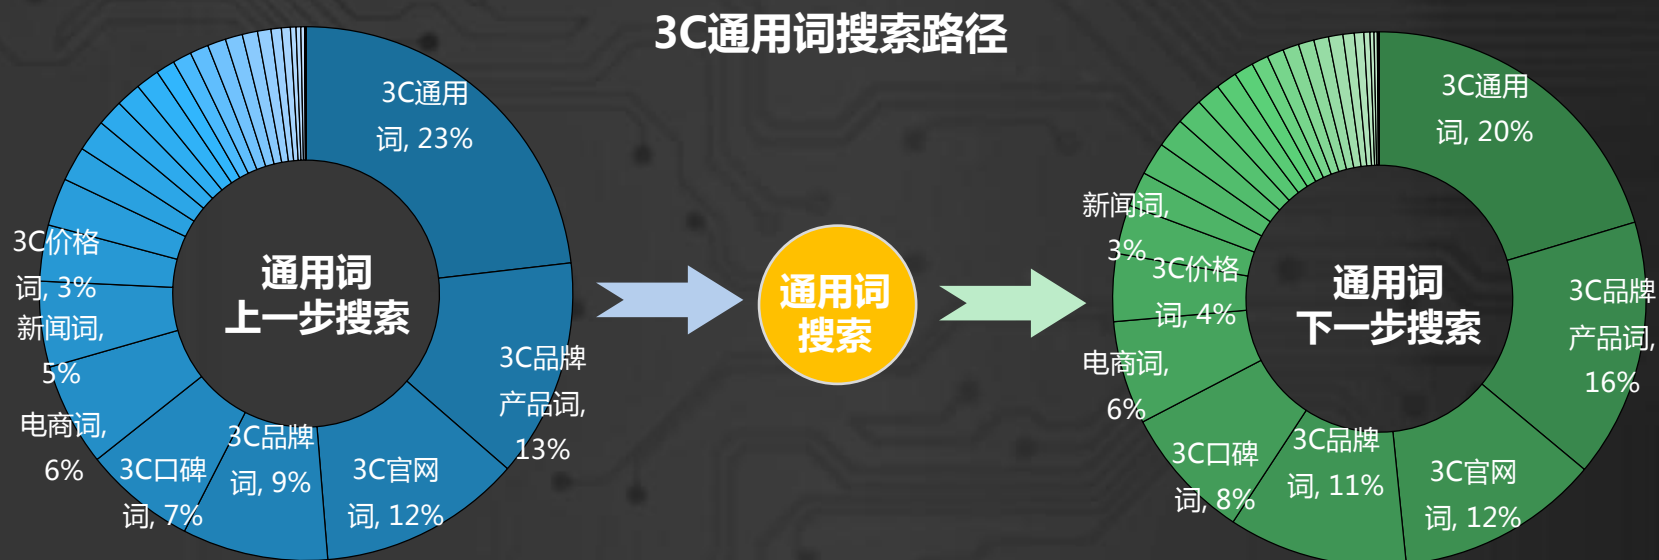 3C通用词搜索路径
3C通用
词, 23%
3C品牌
产品词,
13%
3C官网
词, 12%
3C品牌
词, 9%
3C口碑
词, 7%
电商词,
6%
新闻词,
5%
3C价格
词, 3%
通用词
上一步搜索
通用词
搜索
3C通用
词, 20%
3C品牌
产品词,
16%
3C官网
词, 12%
3C品牌
词, 11%
3C口碑
词, 8%
电商词,
6%
3C价格
词, 4%
新闻词,
3%
通用词
下一步搜索